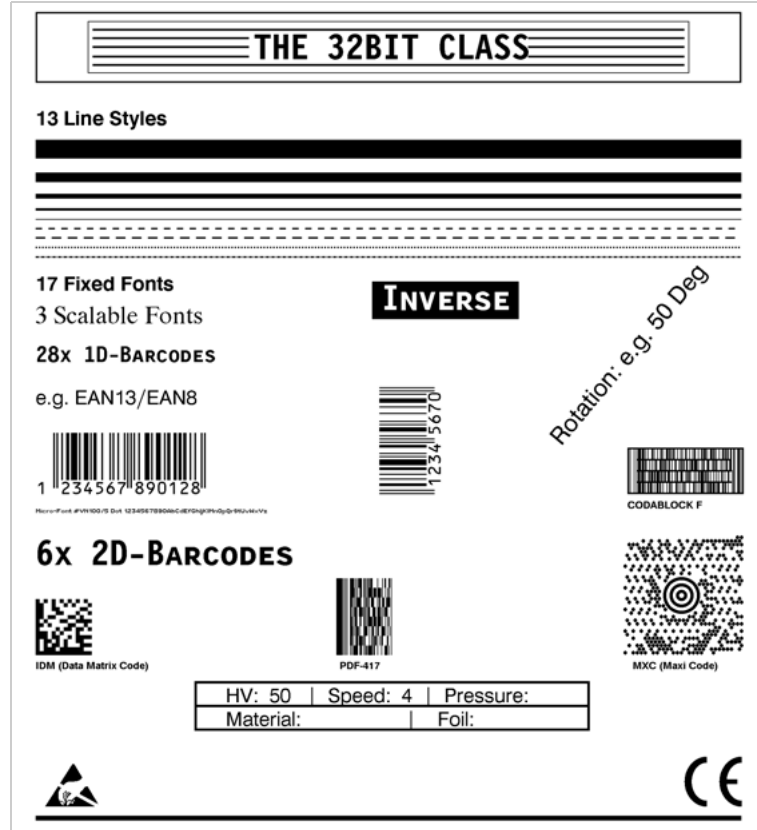 THE 32BIT CLASS
13 Line Styles
17 Fixed Fonts
3 Scalable Fonts
INVERSE
Rotation: e.g. 50 Deg
28x 1D-BARCODES
e.g. EAN13/EAN8
1 234567 890128
1234 5670
CODABLOCK F
6x 2D-BARCODES
IDM (Data Matrix Code)
PDF-417
MXC (Maxi Code)
HV: 50 | Speed: 4 | Pressure:
Material: | Foil:
CE